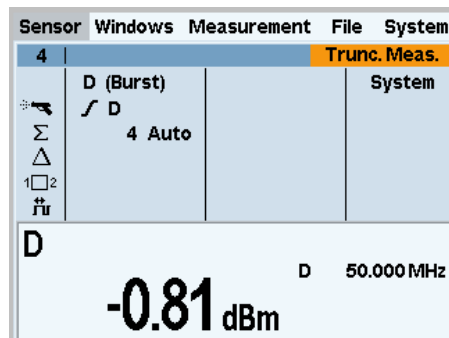 Sensor Windows Measurement File System
4 Trunc. Meas.
D (Burst) System
D
Σ 4 Auto
Δ
1 2
D
D 50.000 MHz
-0.81 dBm